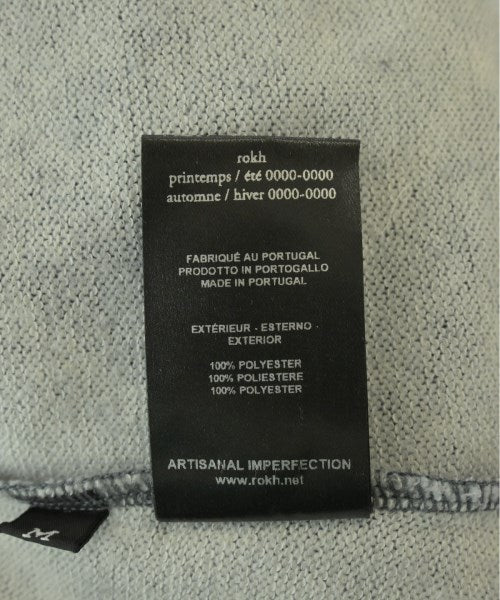 rokh
printemps / été 0000-0000
automne / hiver 0000-0000
FABRIQUÉ AU PORTUGAL
PRODOTTO IN PORTOGALLO
MADE IN PORTUGAL
EXTÉRIEUR - ESTERNO -
EXTERIOR
100% POLYESTER
100% POLIESTERE
100% POLYESTER
ARTISANAL IMPERFECTION
www.rokh.net
M